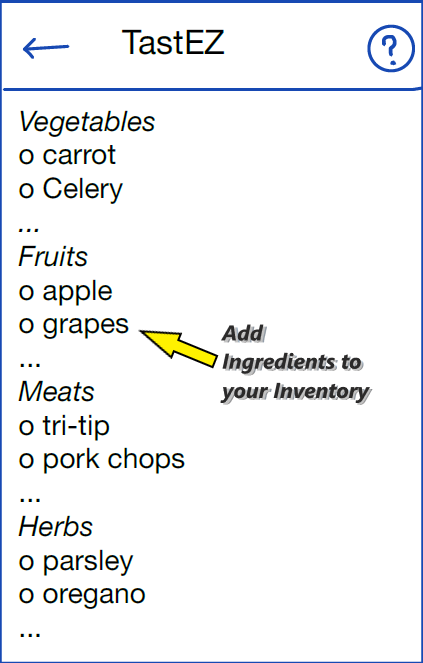 TastEZ
?
Vegetables
o carrot
o Celery
...
Fruits
o apple
o grapes
...
Meats
o tri-tip
o pork chops
...
Herbs
o parsley
o oregano
...
Add
Ingredients to
your Inventory